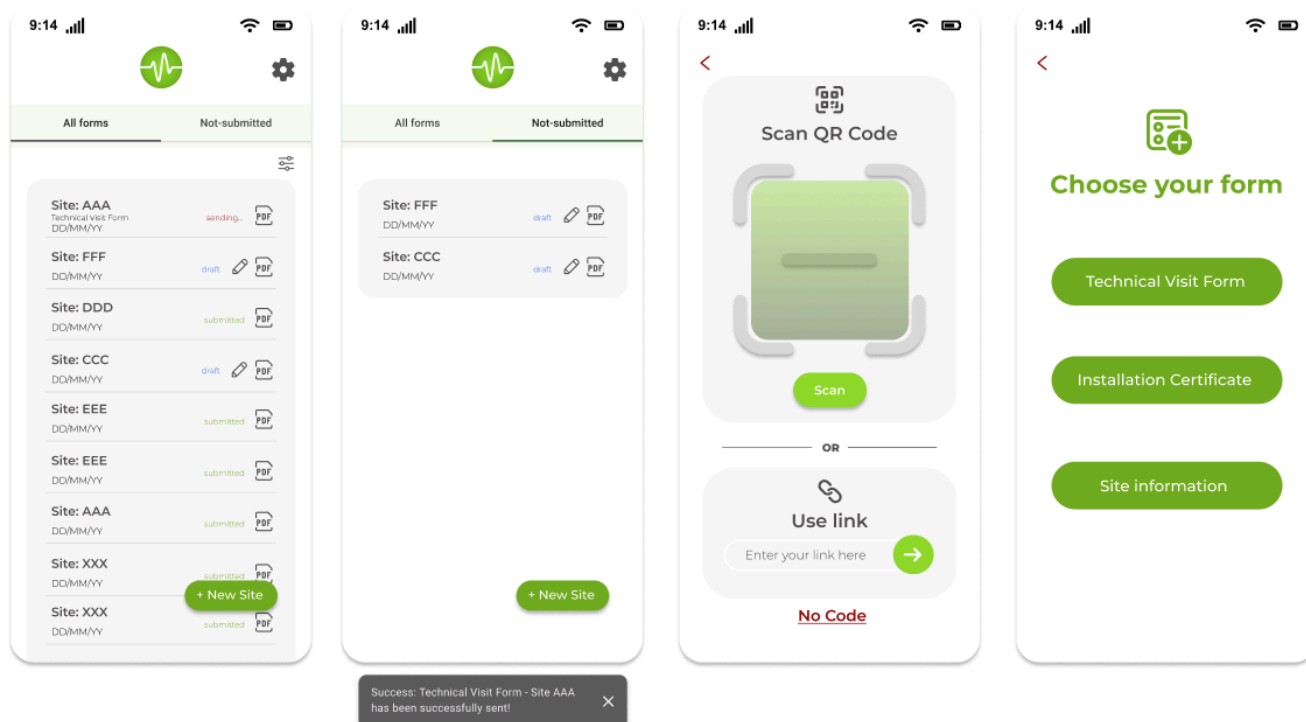 9:14
All forms Not-submitted
Site: AAA
Technical Visit Form
DD/MM/YY
sending... PDF
Site: FFF
DD/MM/YY
draft PDF
Site: DDD
DD/MM/YY
submitted PDF
Site: CCC
DD/MM/YY
draft PDF
Site: EEE
DD/MM/YY
submitted PDF
Site: EEE
DD/MM/YY
submitted PDF
Site: AAA
DD/MM/YY
submitted PDF
Site: XXX
DD/MM/YY
submitted PDF
+ New Site
Site: XXX
DD/MM/YY
submitted PDF
9:14
All forms Not-submitted
Site: FFF
DD/MM/YY
draft PDF
Site: CCC
DD/MM/YY
draft PDF
+ New Site
Success: Technical Visit Form - Site AAA
has been successfully sent!
9:14
Scan QR Code
Scan
OR
Use link
Enter your link here
No Code
9:14
Choose your form
Technical Visit Form
Installation Certificate
Site information